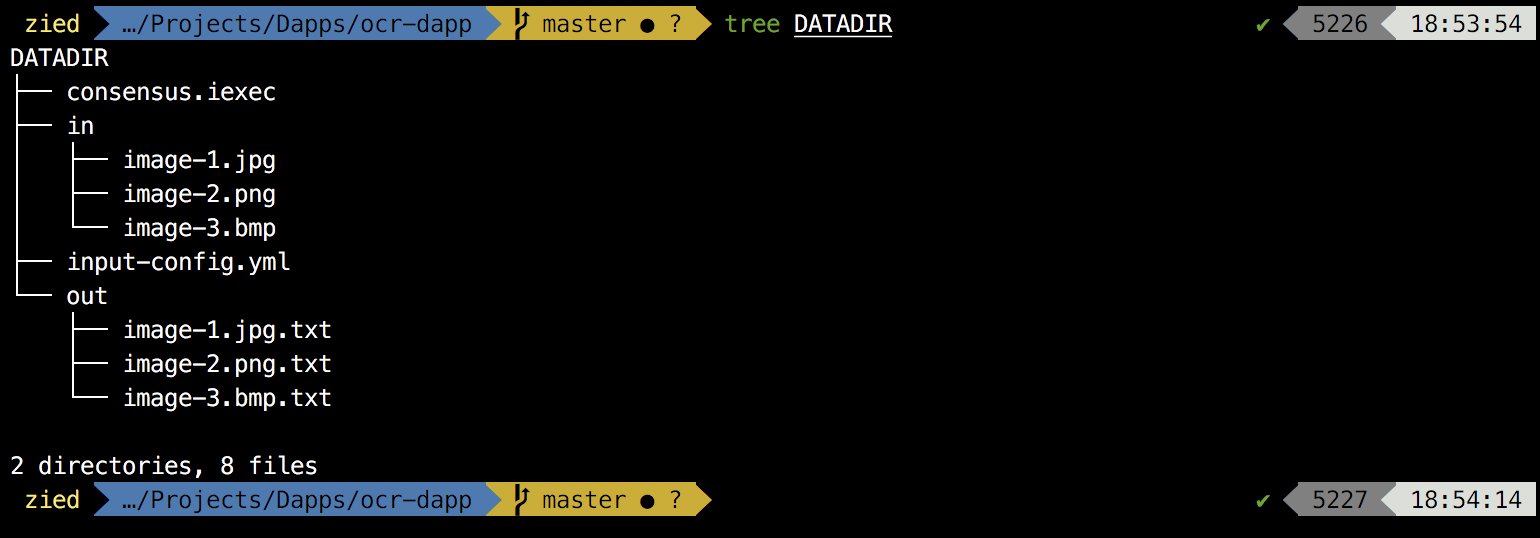 zied …/Projects/Dapps/ocr-dapp master ● ? tree DATADIR ✔ 5226 18:53:54
DATADIR
├── consensus.iexec
├── in
│   ├── image-1.jpg
│   ├── image-2.png
│   └── image-3.bmp
├── input-config.yml
└── out
    ├── image-1.jpg.txt
    ├── image-2.png.txt
    └── image-3.bmp.txt
2 directories, 8 files
zied …/Projects/Dapps/ocr-dapp master ● ? ✔ 5227 18:54:14